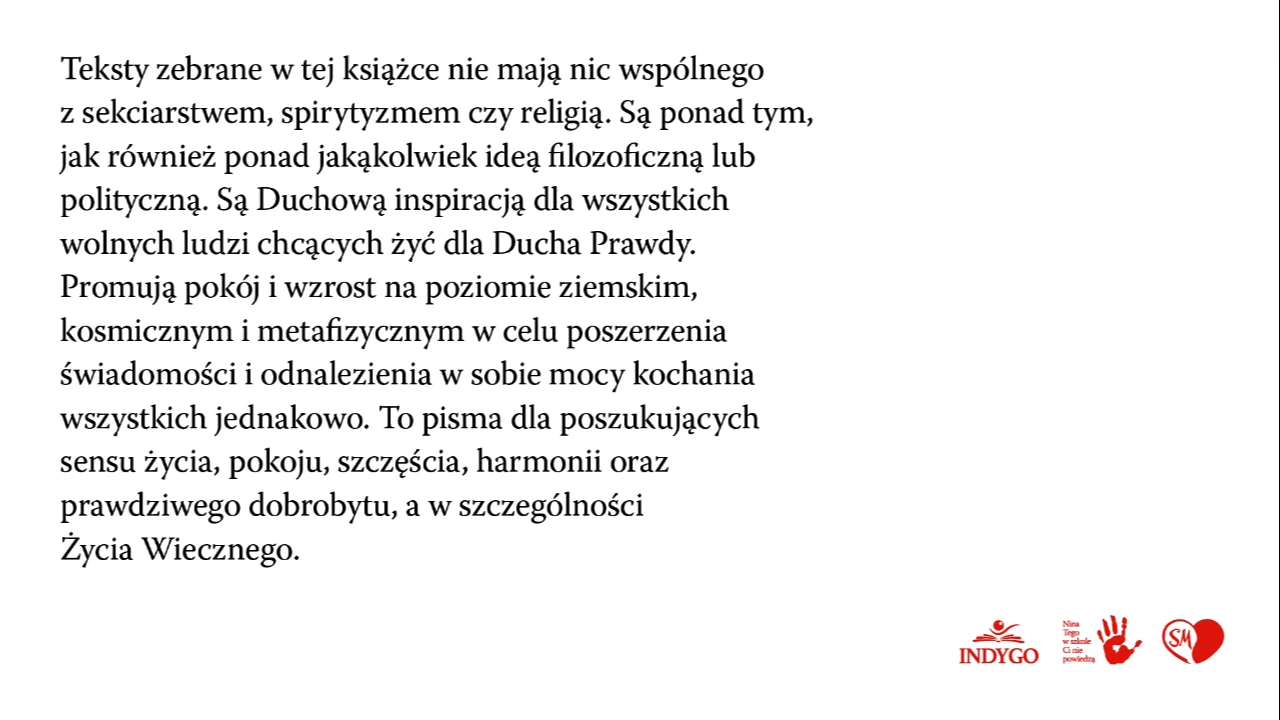 Teksty zebrane w tej książce nie mają nic wspólnego
z sekciarstwem, spirytyzmem czy religią. Są ponad tym,
jak również ponad jakąkolwiek ideą filozoficzną lub
polityczną. Są Duchową inspiracją dla wszystkich
wolnych ludzi chcących żyć dla Ducha Prawdy.
Promują pokój i wzrost na poziomie ziemskim,
kosmicznym i metafizycznym w celu poszerzenia
świadomości i odnalezienia w sobie mocy kochania
wszystkich jednakowo. To pisma dla poszukujących
sensu życia, pokoju, szczęścia, harmonii oraz
prawdziwego dobrobytu, a w szczególności
Życia Wiecznego.
INDYGO
Nina
Tego
w szkole
Ci nie
powiedzą
SM